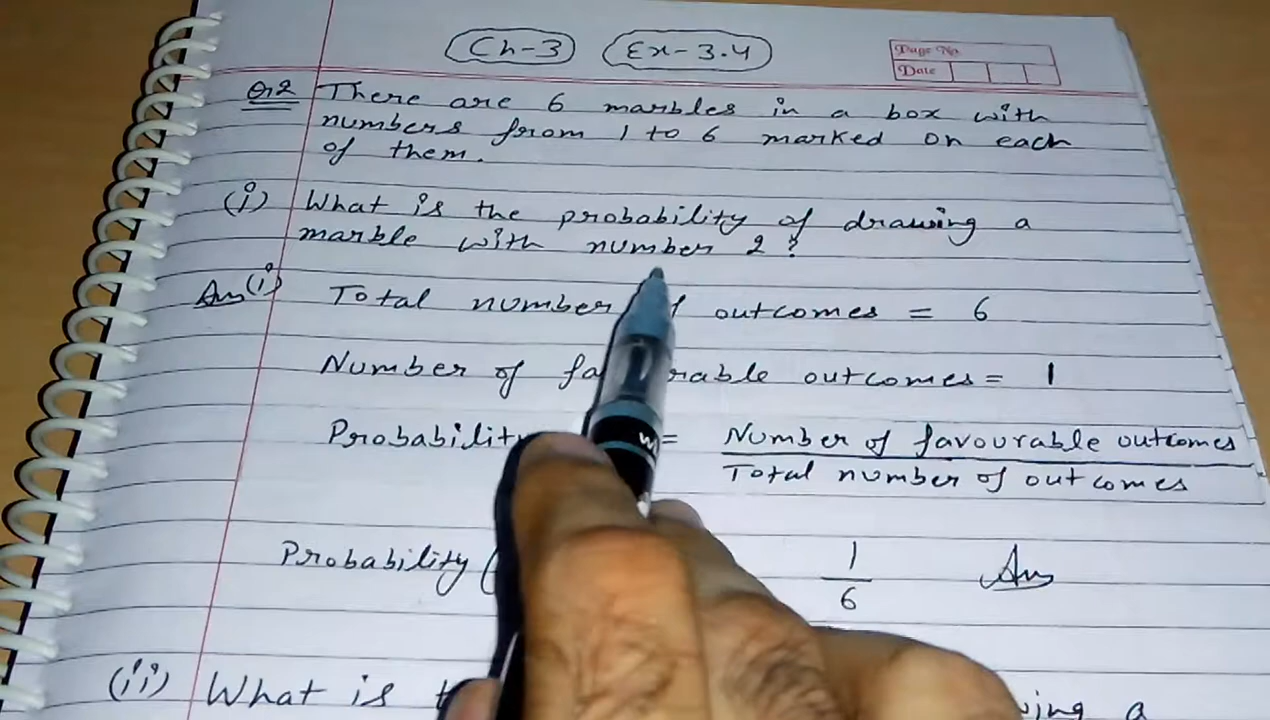 Ch-3 Ex-3.4
Page No.
Date
Qn2 There are 6 marbles in a box with
numbers from 1 to 6 marked on each
of them.
(i) What is the probability of drawing a
marble with number 2?
Ans(i) Total number outcomes = 6
Number of outcomes = 1
Probability = Number of favourable outcomes
Total number of outcomes
Probability ( 1
6 Ans
(ii) What is a